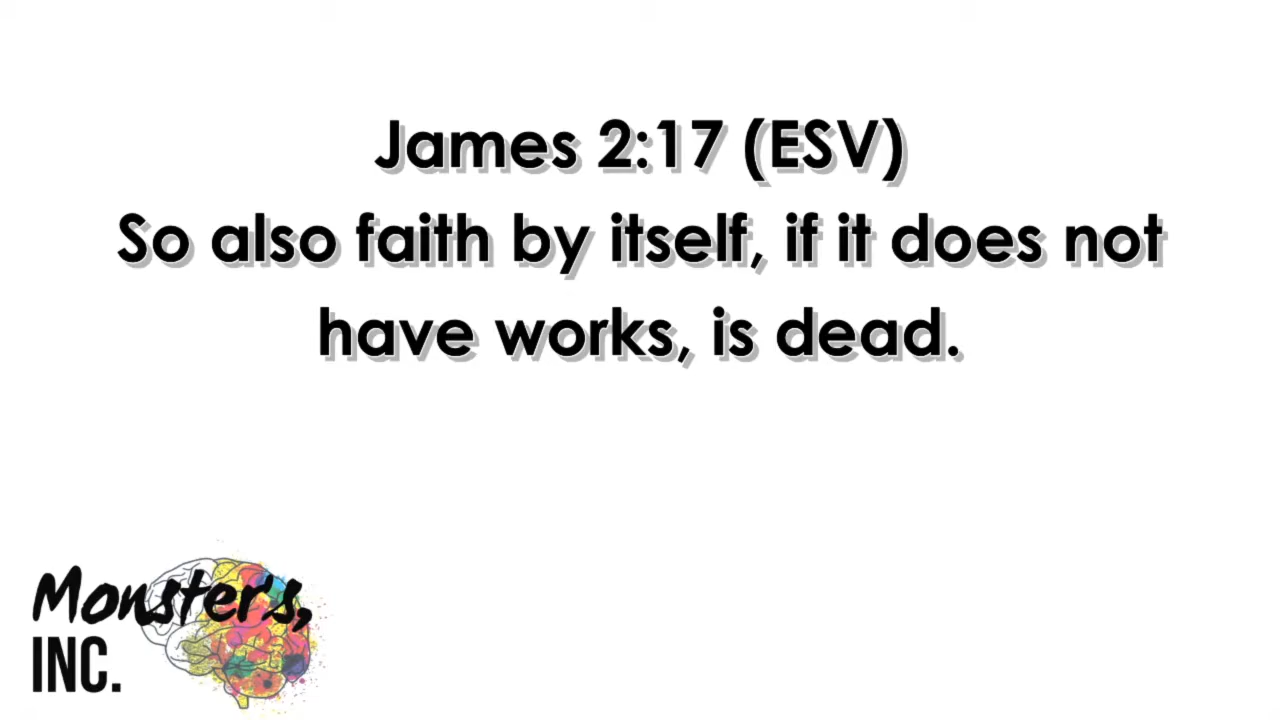 James 2:17 (ESV)
So also faith by itself, if it does not
have works, is dead.
Monsters,
INC.